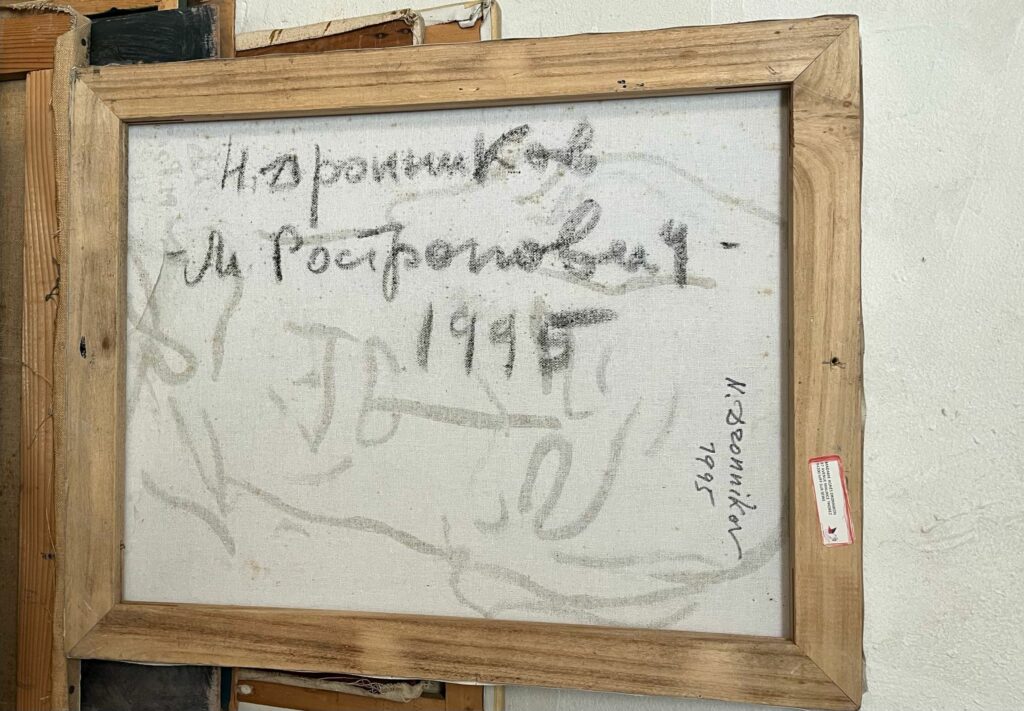 Н. Дронников
М. Ростропович -
1995
N. Dronnikov
1995